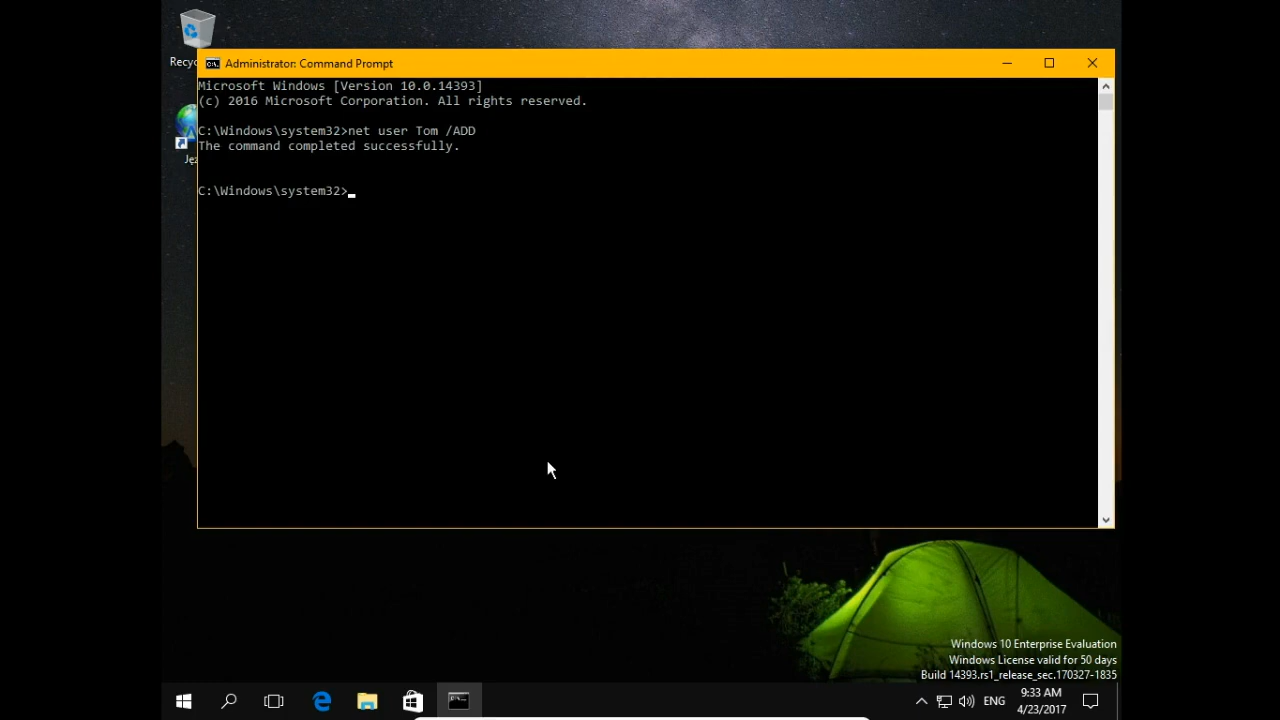 Recyc
Administrator: Command Prompt
Microsoft Windows [Version 10.0.14393]
(c) 2016 Microsoft Corporation. All rights reserved.
C:\Windows\system32>net user Tom /ADD
The command completed successfully.
C:\Windows\system32>
Windows 10 Enterprise Evaluation
Windows License valid for 50 days
Build 14393.rs1_release_sec.170327-1835
ENG
9:33 AM
4/23/2017